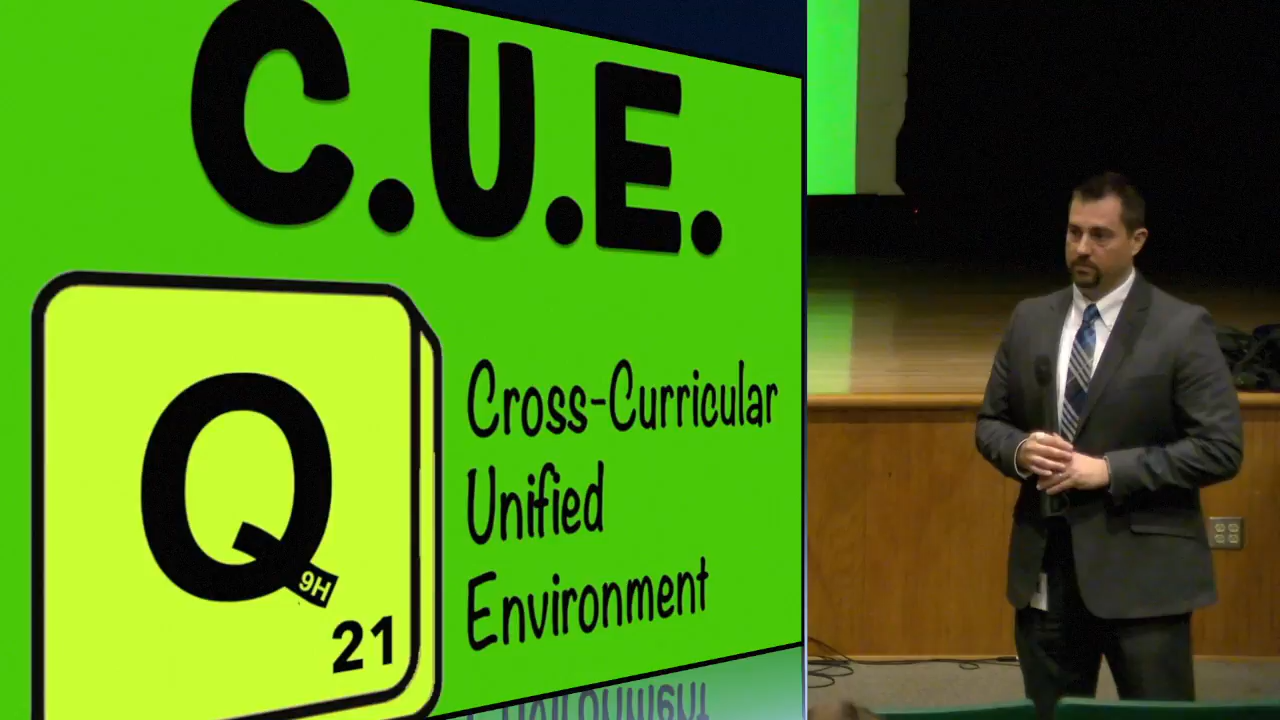 C.U.E.
Q
9H
21
Cross-Curricular
Unified
Environment